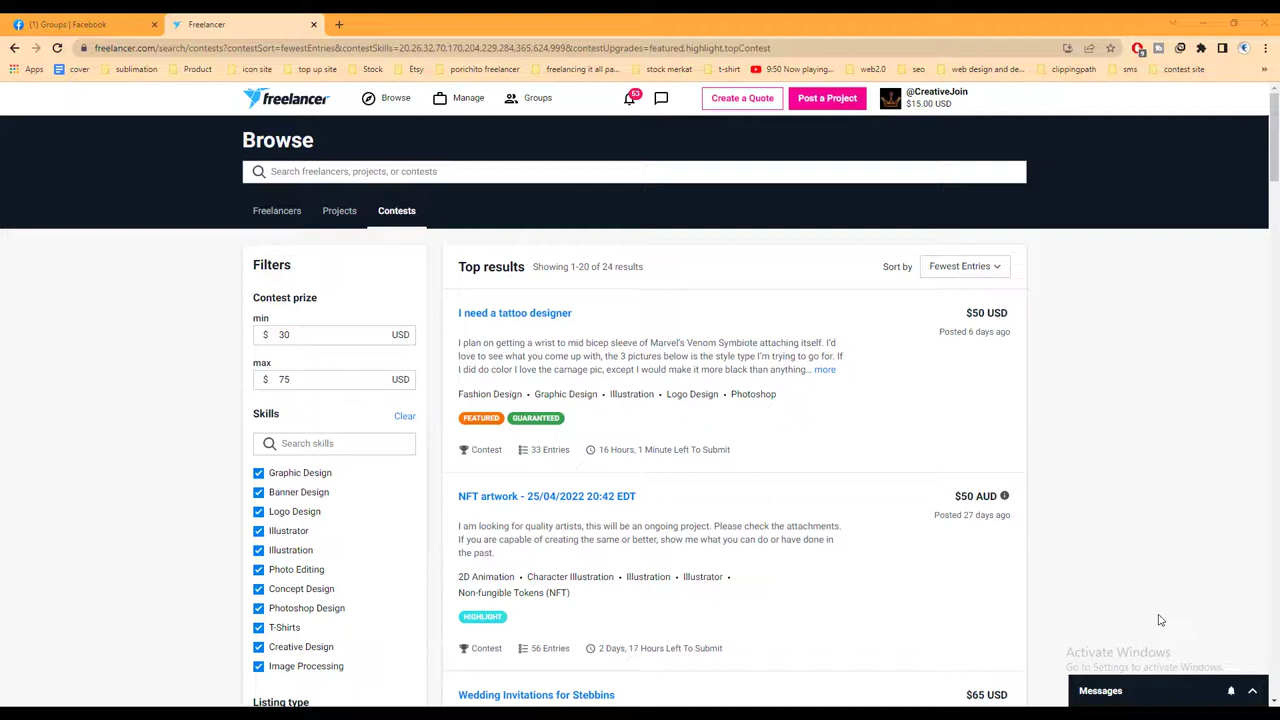 (1) Groups | Facebook
Freelancer
freelancer.com/search/contests?contestSort=fewestEntries&contestSkills=20,26,32,70,170,204,229,284,365,624,999&contestUpgrades=featured,highlight,topContest
Apps cover sublimation Product icon site top up site Stock Etsy porichito freelancer freelancing it all pa... stock merkat t-shirt 9:50 Now playing... web2.0 seo web design and de... clippingpath sms contest site »
freelancer Browse Manage Groups 53 Create a Quote Post a Project @CreativeJoin
$15.00 USD
Browse
Search freelancers, projects, or contests
Freelancers Projects Contests
Filters
Contest prize
min
$ 30 USD
max
$ 75 USD
Skills Clear
Search skills
Graphic Design
Banner Design
Logo Design
Illustrator
Illustration
Photo Editing
Concept Design
Photoshop Design
T-Shirts
Creative Design
Image Processing
Listing type
Top results Showing 1-20 of 24 results Sort by Fewest Entries
I need a tattoo designer $50 USD
Posted 6 days ago
I plan on getting a wrist to mid bicep sleeve of Marvel's Venom Symbiote attaching itself. I'd
love to see what you come up with, the 3 pictures below is the style type I'm trying to go for. If
I did do color I love the carnage pic, except I would make it more black than anything... more
Fashion Design • Graphic Design • Illustration • Logo Design • Photoshop
FEATURED GUARANTEED
Contest 33 Entries 16 Hours, 1 Minute Left To Submit
NFT artwork - 25/04/2022 20:42 EDT $50 AUD
Posted 27 days ago
I am looking for quality artists, this will be an ongoing project. Please check the attachments.
If you are capable of creating the same or better, show me what you can do or have done in
the past.
2D Animation • Character Illustration • Illustration • Illustrator •
Non-fungible Tokens (NFT)
HIGHLIGHT
Contest 56 Entries 2 Days, 17 Hours Left To Submit
Wedding Invitations for Stebbins $65 USD
Activate Windows
Go to Settings to activate Windows.
Messages